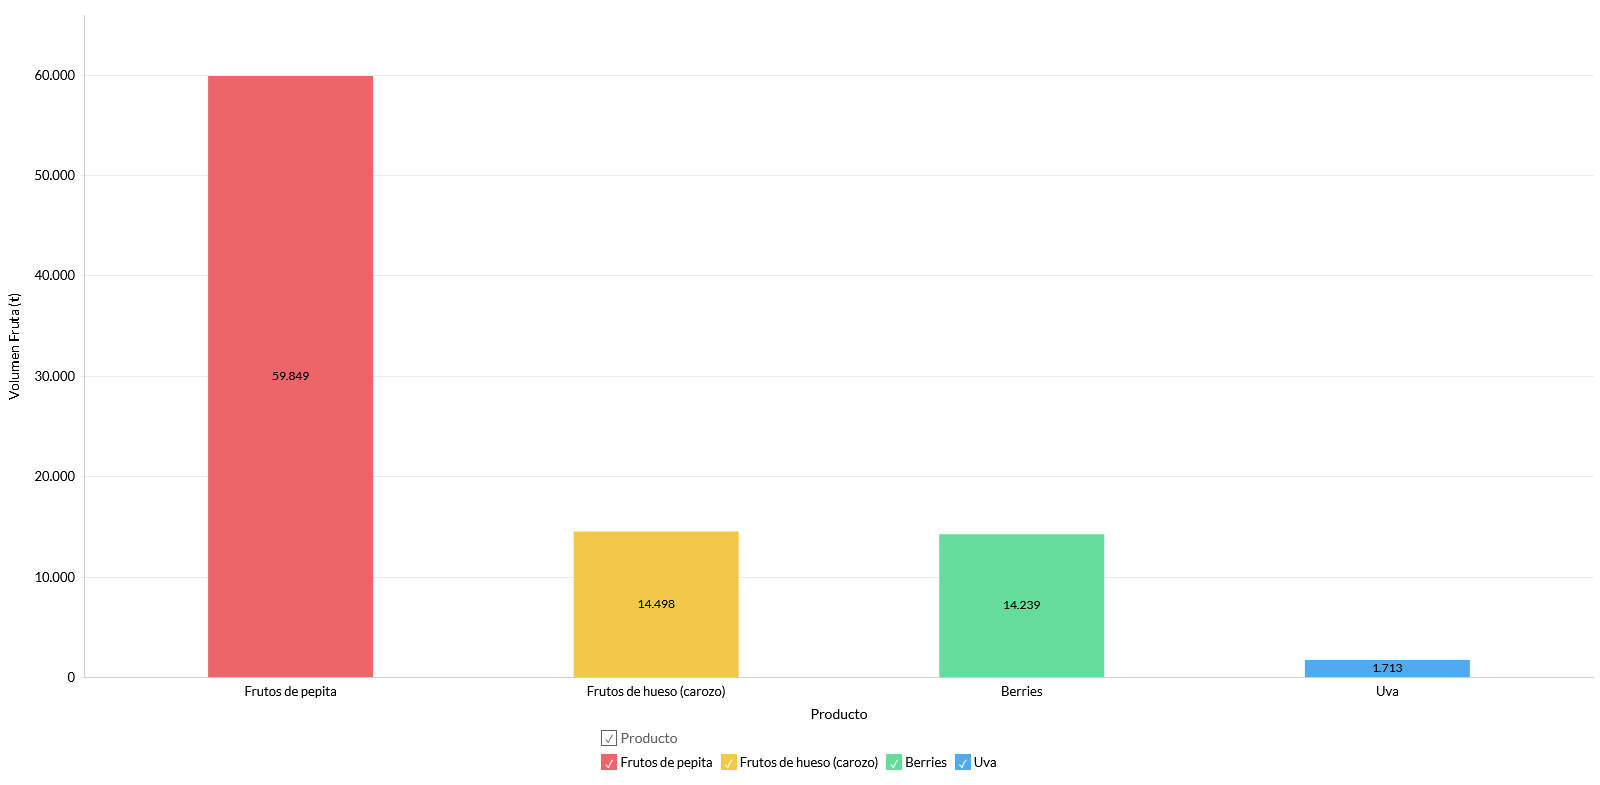 60.000
50.000
40.000
30.000
20.000
10.000
0
Volumen Fruta (t)
59.849
14.498
14.239
1.713
Frutos de pepita
Frutos de hueso (carozo)
Berries
Uva
Producto
Producto
Frutos de pepita Frutos de hueso (carozo) Berries Uva